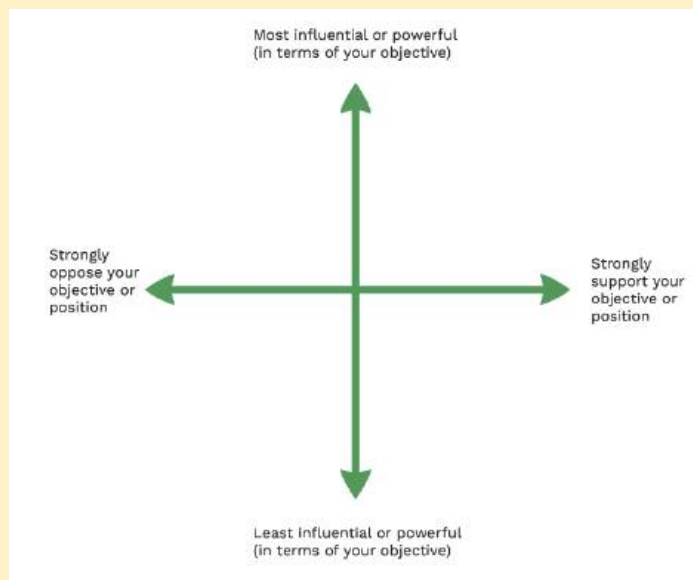 Most influential or powerful
(in terms of your objective)
Strongly
oppose your
objective or
position
Strongly
support your
objective or
position
Least influential or powerful
(in terms of your objective)